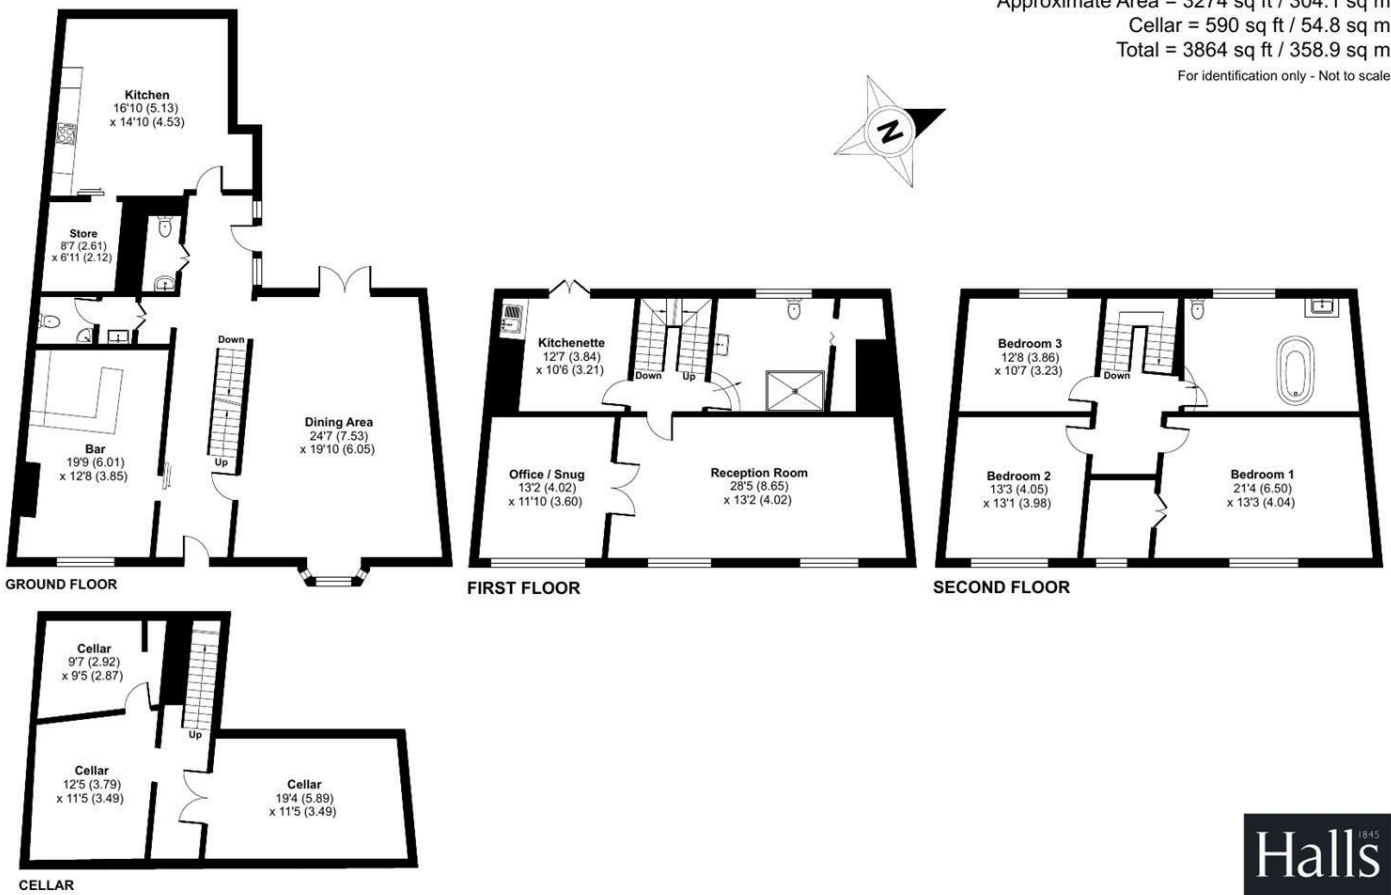 Approximate Area = 3274 sq ft / 304.1 sq m
Cellar = 590 sq ft / 54.8 sq m
Total = 3864 sq ft / 358.9 sq m
For identification only - Not to scale
N
Kitchen
16'10 (5.13)
x 14'10 (4.53)
Store
8'7 (2.61)
x 6'11 (2.12)
Down
Up
Bar
19'9 (6.01)
x 12'8 (3.85)
Dining Area
24'7 (7.53)
x 19'10 (6.05)
GROUND FLOOR
Kitchenette
12'7 (3.84)
x 10'6 (3.21)
Down
Up
Office / Snug
13'2 (4.02)
x 11'10 (3.60)
Reception Room
28'5 (8.65)
x 13'2 (4.02)
FIRST FLOOR
Bedroom 3
12'8 (3.86)
x 10'7 (3.23)
Down
Bedroom 2
13'3 (4.05)
x 13'1 (3.98)
Bedroom 1
21'4 (6.50)
x 13'3 (4.04)
SECOND FLOOR
Cellar
9'7 (2.92)
x 9'5 (2.87)
Up
Cellar
12'5 (3.79)
x 11'5 (3.49)
Cellar
19'4 (5.89)
x 11'5 (3.49)
CELLAR
Halls
1845